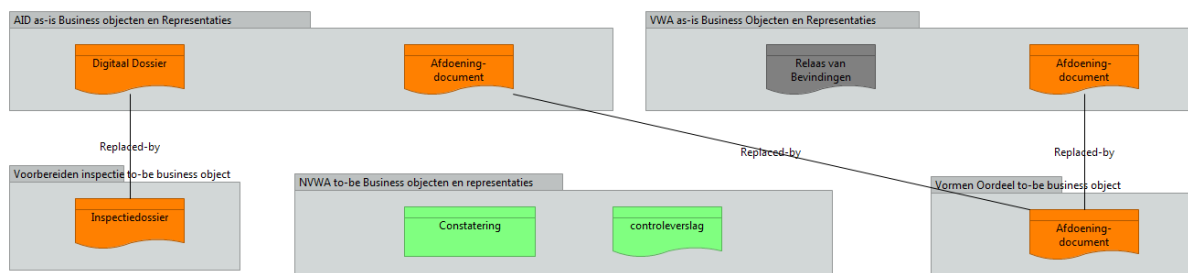 AID as-is Business objecten en Representaties
Digitaal Dossier
Afdoening-
document
VWA as-is Business Objecten en Representaties
Relaas van
Bevindingen
Afdoening-
document
Replaced-by
Replaced-by
Replaced-by
Voorbereiden inspectie to-be business object
Inspectiedossier
NVWA to-be Business objecten en representaties
Constatering
controleverslag
Vormen Oordeel to-be business object
Afdoening-
document